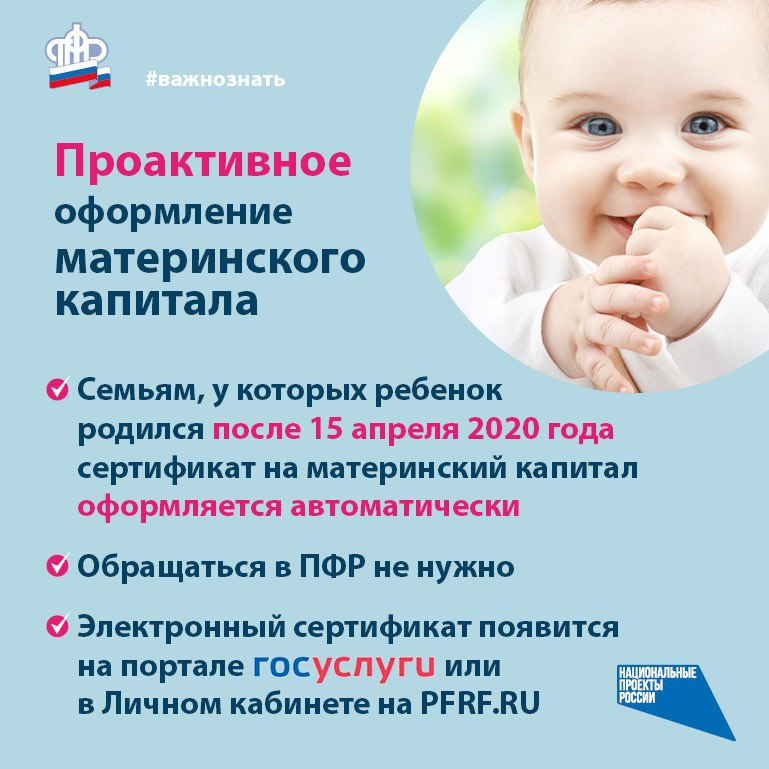 #важнознать
Проактивное
оформление
материнского
капитала
Семьям, у которых ребенок
родился после 15 апреля 2020 года
сертификат на материнский капитал
оформляется автоматически
Обращаться в ПФР не нужно
Электронный сертификат появится
на портале госуслуги или
в Личном кабинете на PFRF.RU
НАЦИОНАЛЬНЫЕ
ПРОЕКТЫ
РОССИИ